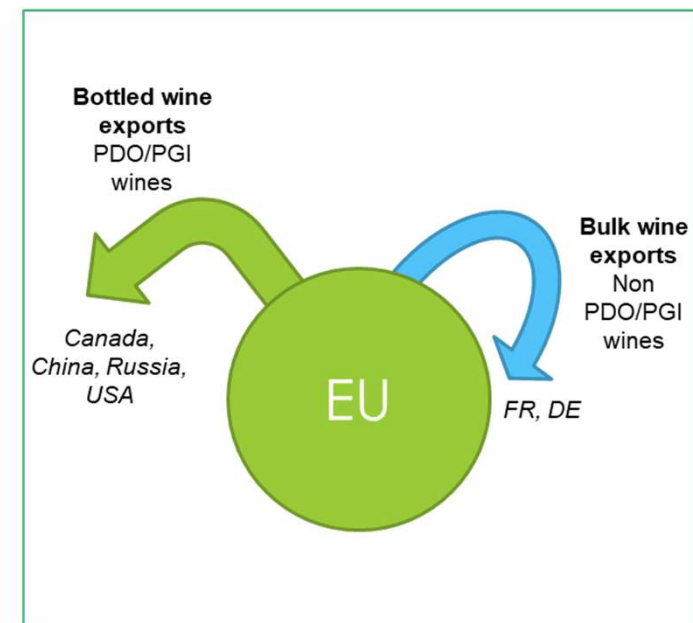 Bottled wine
exports
PDO/PGI
wines
Canada,
China, Russia,
USA
EU
Bulk wine
exports
Non
PDO/PGI
wines
FR, DE